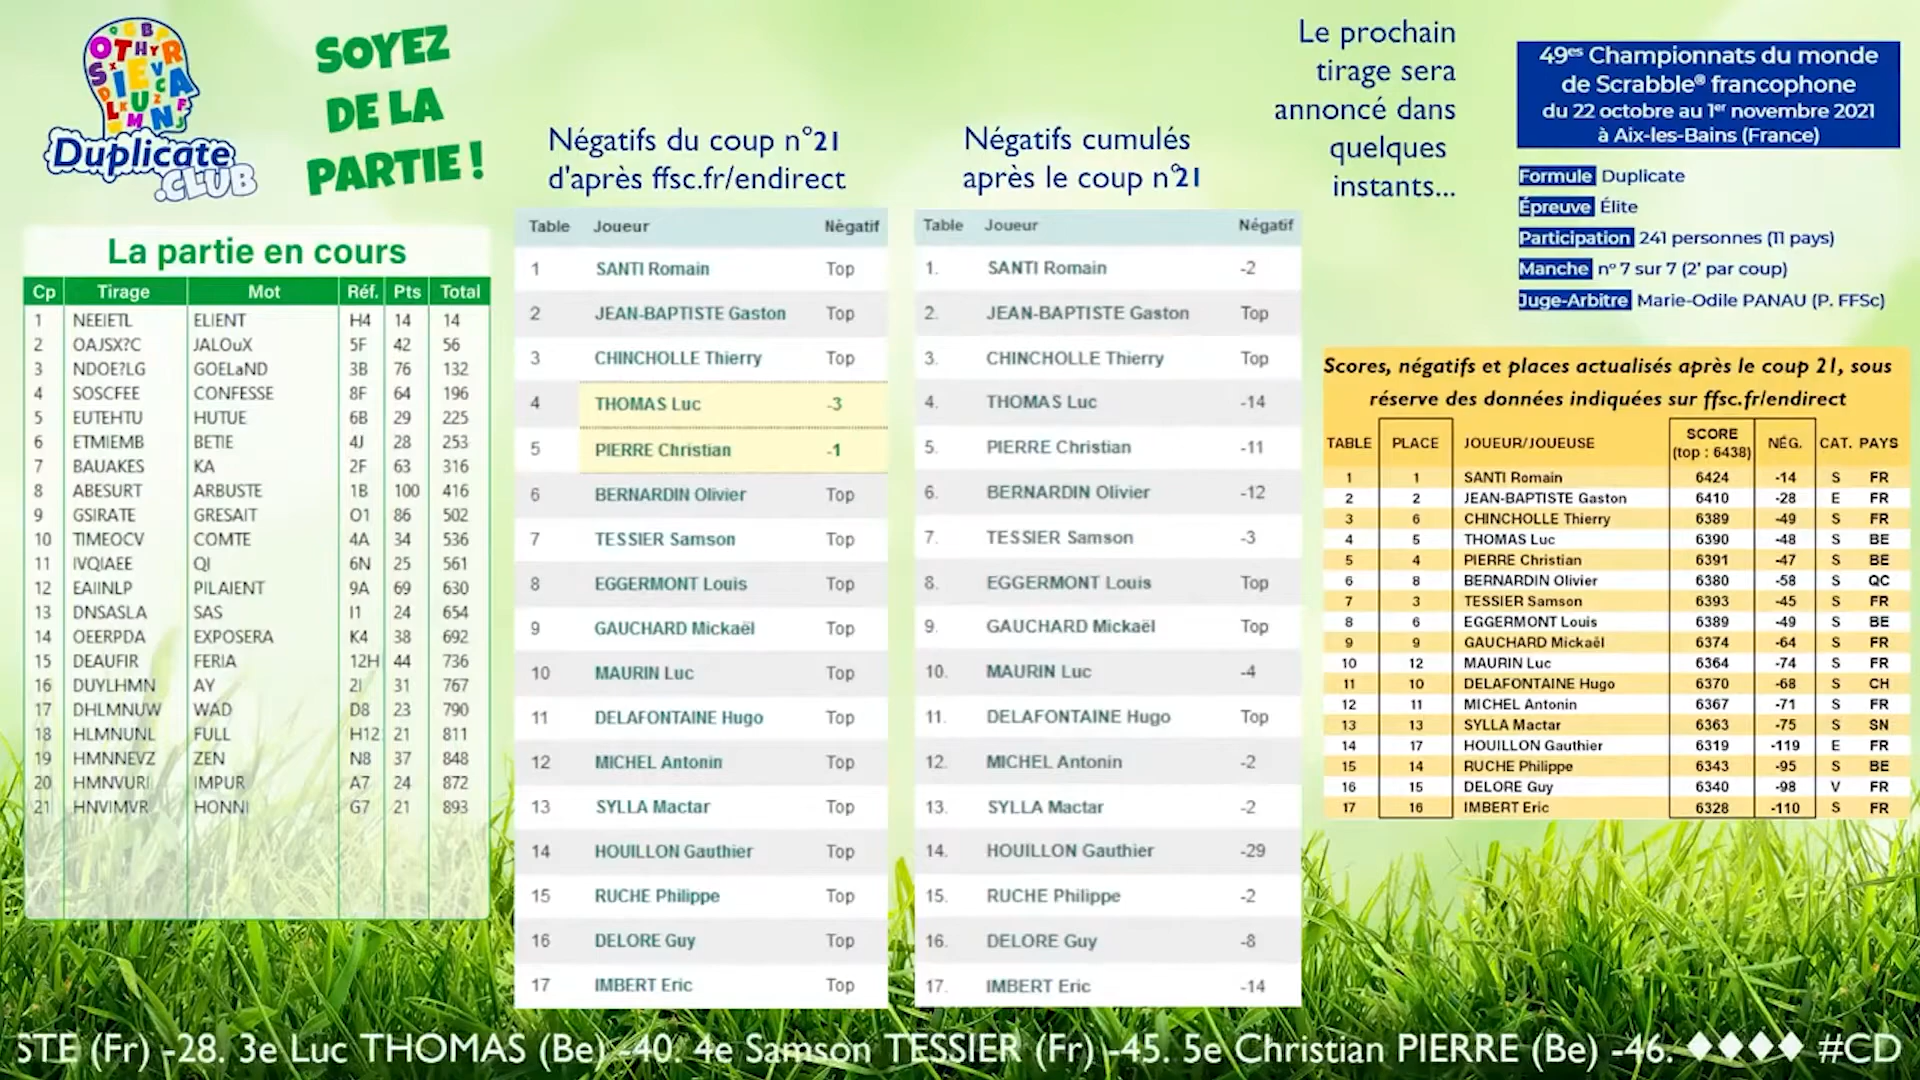 Duplicate
.CLUB
SOYEZ
DE LA
PARTIE !
La partie en cours
Cp Tirage Mot Réf. Pts Total
1 NEEIETL ELIENT H4 14 14
2 OAJSX?C JALOuX 5F 42 56
3 NDOE?LG GOELaND 3B 76 132
4 SOSCFEE CONFESSE 8F 64 196
5 EUTEHTU HUTUE 6B 29 225
6 ETMIEMB BETIE 4J 28 253
7 BAUAKES KA 2F 63 316
8 ABESURT ARBUSTE 1B 100 416
9 GSIRATE GRESAIT O1 86 502
10 TIMEOCV COMTE 4A 34 536
11 IVQIAEE QI 6N 25 561
12 EAIINLP PILAIENT 9A 69 630
13 DNSASLA SAS I1 24 654
14 OEERPDA EXPOSERA K4 38 692
15 DEAUFIR FERIA 12H 44 736
16 DUYLHMN AY 2I 31 767
17 DHLMNUW WAD D8 23 790
18 HLMNUNL FULL H12 21 811
19 HMNNEVZ ZEN N8 37 848
20 HMNVURI IMPUR A7 24 872
21 HNVIMVR HONNI G7 21 893
Négatifs du coup n°21
d'après ffsc.fr/endirect
Table Joueur Négatif
1 SANTI Romain Top
2 JEAN-BAPTISTE Gaston Top
3 CHINCHOLLE Thierry Top
4 THOMAS Luc -3
5 PIERRE Christian -1
6 BERNARDIN Olivier Top
7 TESSIER Samson Top
8 EGGERMONT Louis Top
9 GAUCHARD Mickaël Top
10 MAURIN Luc Top
11 DELAFONTAINE Hugo Top
12 MICHEL Antonin Top
13 SYLLA Mactar Top
14 HOUILLON Gauthier Top
15 RUCHE Philippe Top
16 DELORE Guy Top
17 IMBERT Eric Top
Négatifs cumulés
après le coup n°21
Table Joueur Négatif
1. SANTI Romain -2
2. JEAN-BAPTISTE Gaston Top
3. CHINCHOLLE Thierry Top
4. THOMAS Luc -14
5. PIERRE Christian -11
6. BERNARDIN Olivier -12
7. TESSIER Samson -3
8. EGGERMONT Louis Top
9. GAUCHARD Mickaël Top
10. MAURIN Luc -4
11. DELAFONTAINE Hugo Top
12. MICHEL Antonin -2
13. SYLLA Mactar -2
14. HOUILLON Gauthier -29
15. RUCHE Philippe -2
16. DELORE Guy -8
17. IMBERT Eric -14
Le prochain
tirage sera
annoncé dans
quelques
instants...
49es Championnats du monde
de Scrabble® francophone
du 22 octobre au 1er novembre 2021
à Aix-les-Bains (France)
Formule Duplicate
Épreuve Élite
Participation 241 personnes (11 pays)
Manche n° 7 sur 7 (2' par coup)
Juge-Arbitre Marie-Odile PANAU (P. FFSc)
Scores, négatifs et places actualisés après le coup 21, sous
réserve des données indiquées sur ffsc.fr/endirect
TABLE PLACE JOUEUR/JOUEUSE SCORE (top : 6438) NÉG. CAT. PAYS
1 1 SANTI Romain 6424 -14 S FR
2 2 JEAN-BAPTISTE Gaston 6410 -28 E FR
3 6 CHINCHOLLE Thierry 6389 -49 S FR
4 5 THOMAS Luc 6390 -48 S BE
5 4 PIERRE Christian 6391 -47 S BE
6 8 BERNARDIN Olivier 6380 -58 S QC
7 3 TESSIER Samson 6393 -45 S FR
8 6 EGGERMONT Louis 6389 -49 S BE
9 9 GAUCHARD Mickaël 6374 -64 S FR
10 12 MAURIN Luc 6364 -74 S FR
11 10 DELAFONTAINE Hugo 6370 -68 S CH
12 11 MICHEL Antonin 6367 -71 S FR
13 13 SYLLA Mactar 6363 -75 S SN
14 17 HOUILLON Gauthier 6319 -119 E FR
15 14 RUCHE Philippe 6343 -95 S BE
16 15 DELORE Guy 6340 -98 V FR
17 16 IMBERT Eric 6328 -110 S FR
STE (Fr) -28. 3e Luc THOMAS (Be) -40. 4e Samson TESSIER (Fr) -45. 5e Christian PIERRE (Be) -46. ♦♦♦♦ #CD